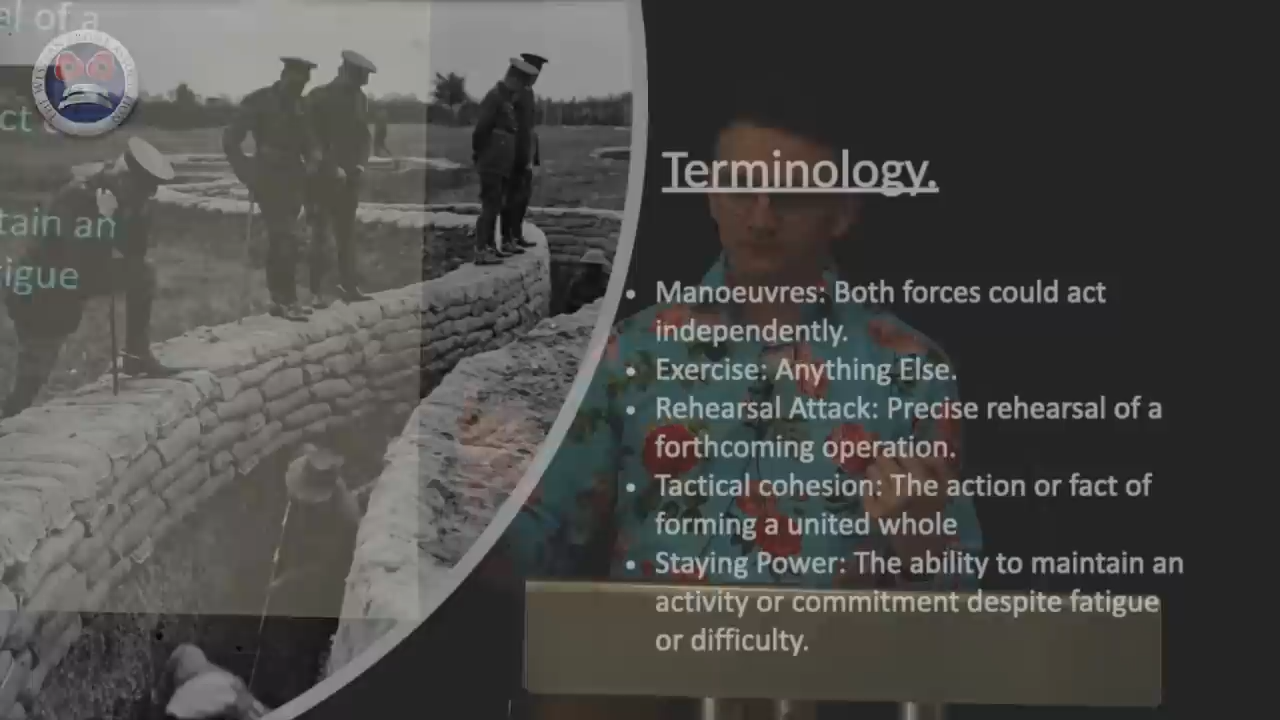 al of a
tain an
igue
Terminology.
• Manoeuvres: Both forces could act
independently.
• Exercise: Anything Else.
• Rehearsal Attack: Precise rehearsal of a
forthcoming operation.
• Tactical cohesion: The action or fact of
forming a united whole
• Staying Power: The ability to maintain an
activity or commitment despite fatigue
or difficulty.